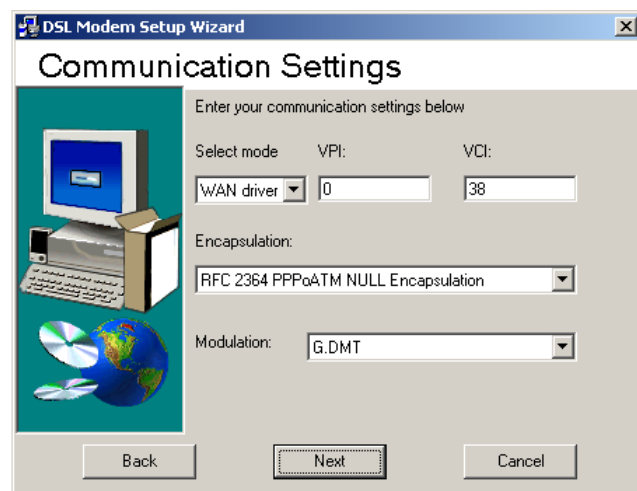 DSL Modem Setup Wizard
Communication Settings
Enter your communication settings below
Select mode VPI: VCI:
WAN driver 0 38
Encapsulation:
RFC 2364 PPPoATM NULL Encapsulation
Modulation: G.DMT
Back Next Cancel